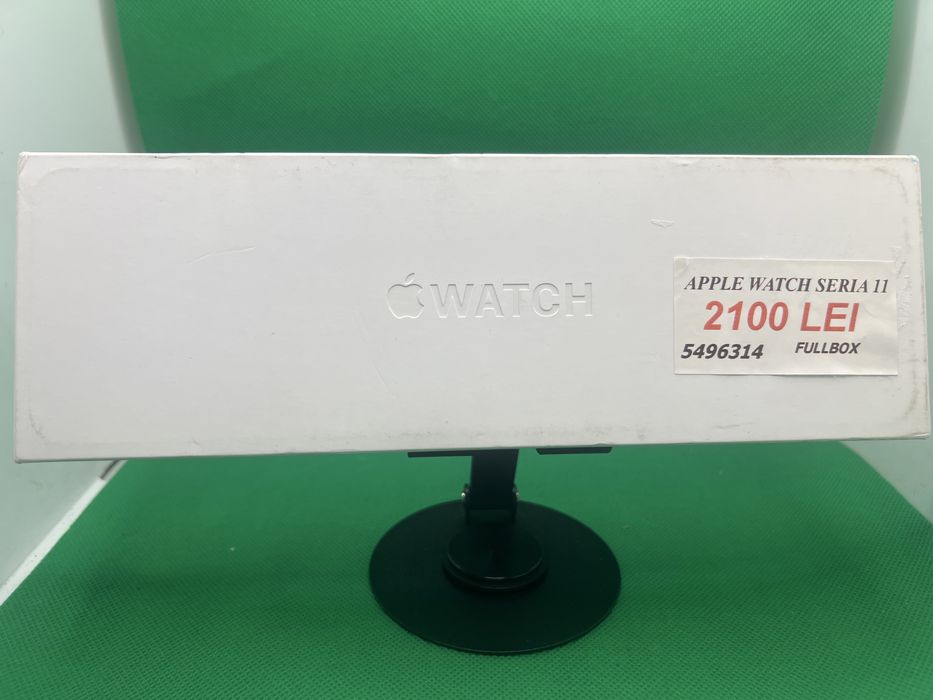 WATCH
APPLE WATCH SERIA 11
2100 LEI
5496314 FULLBOX